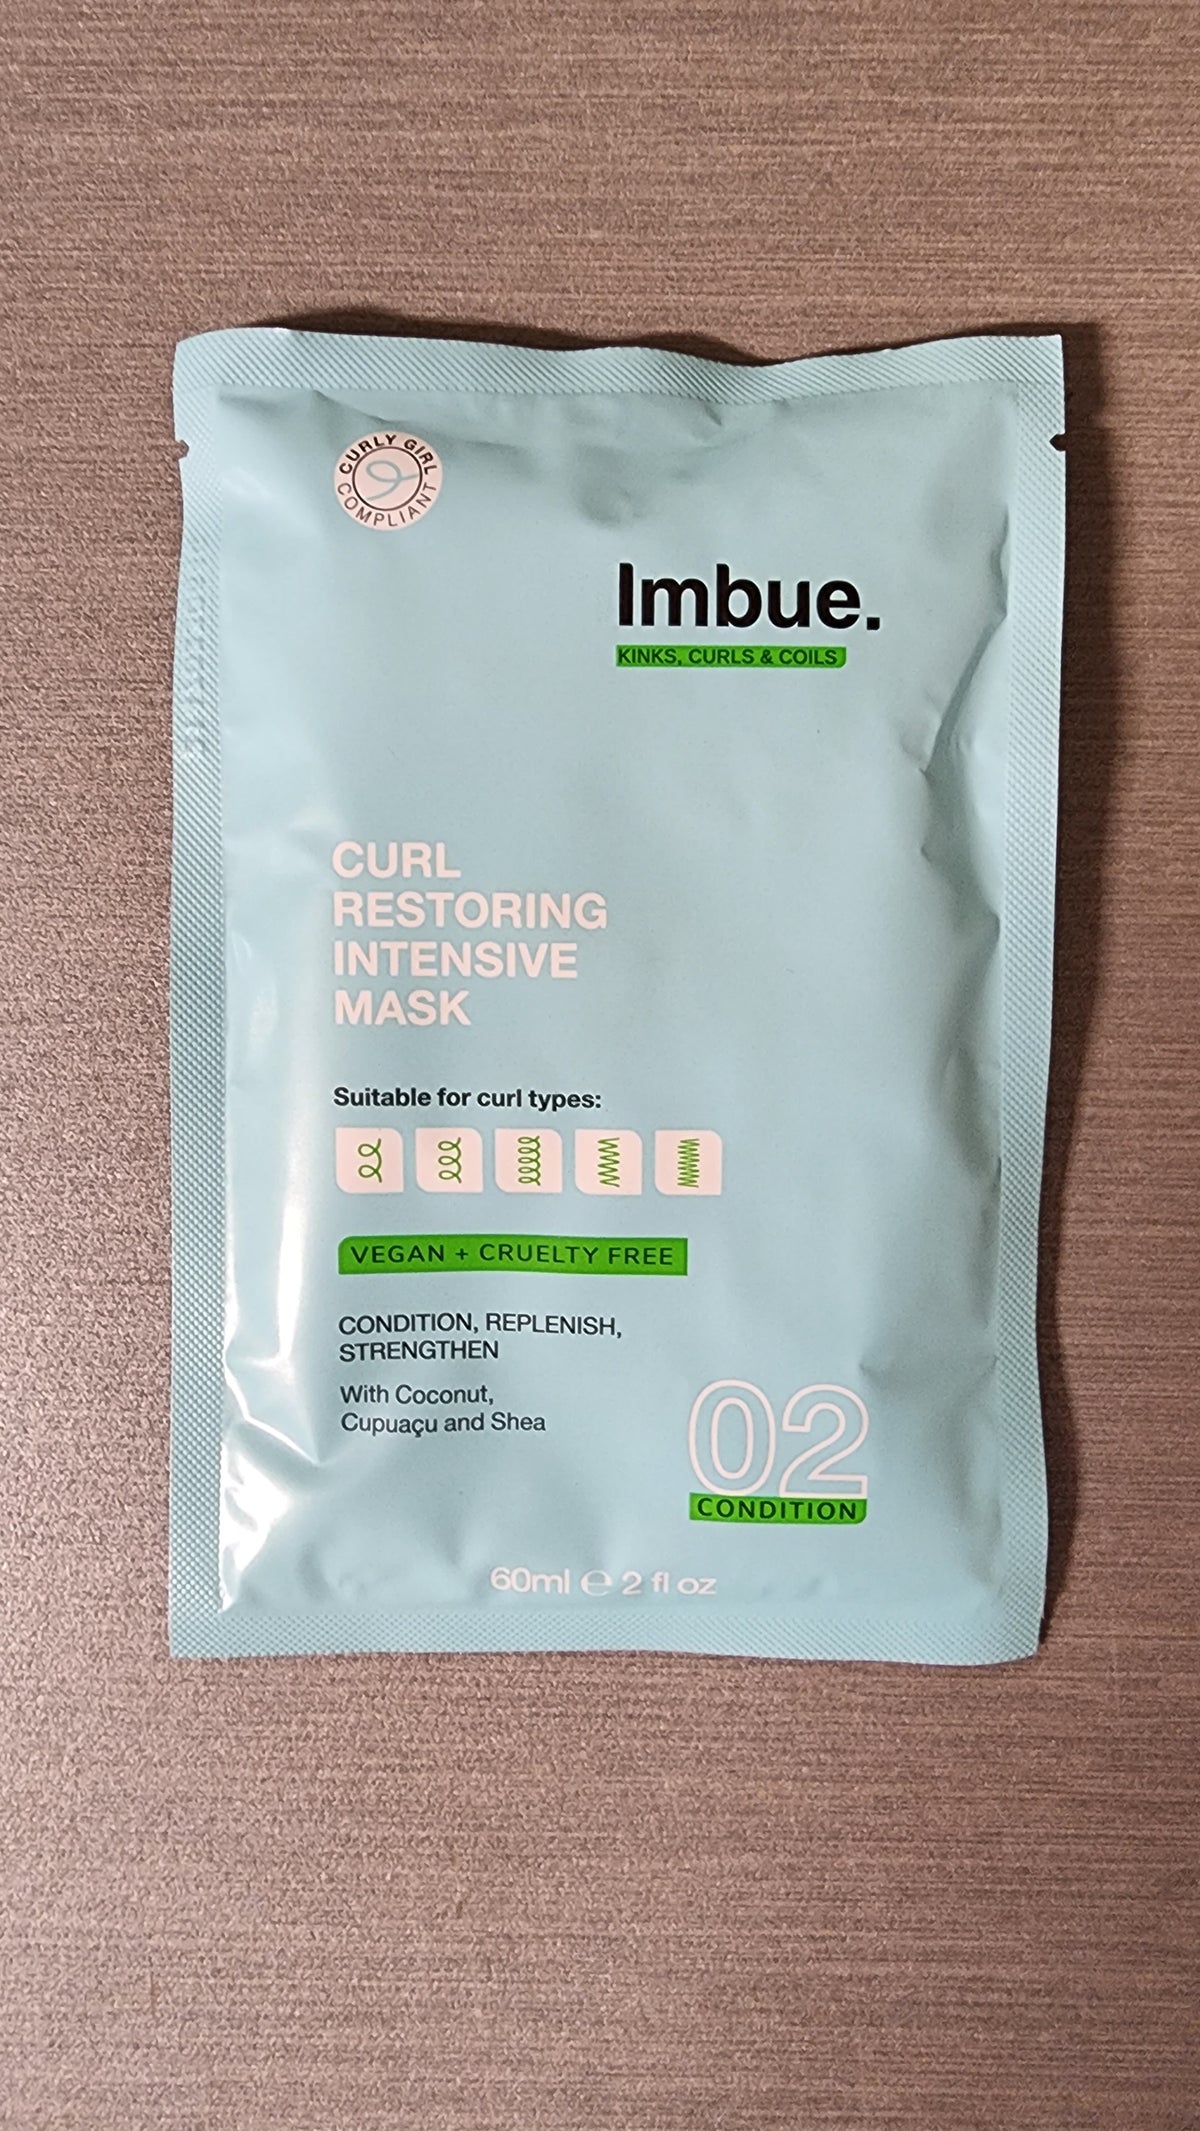 CURLY GIRL
COMPLIANT
Imbue.
KINKS, CURLS & COILS
CURL
RESTORING
INTENSIVE
MASK
Suitable for curl types:
VEGAN + CRUELTY FREE
CONDITION, REPLENISH,
STRENGTHEN
With Coconut,
Cupuaçu and Shea
02
CONDITION
60ml ℮ 2 fl oz